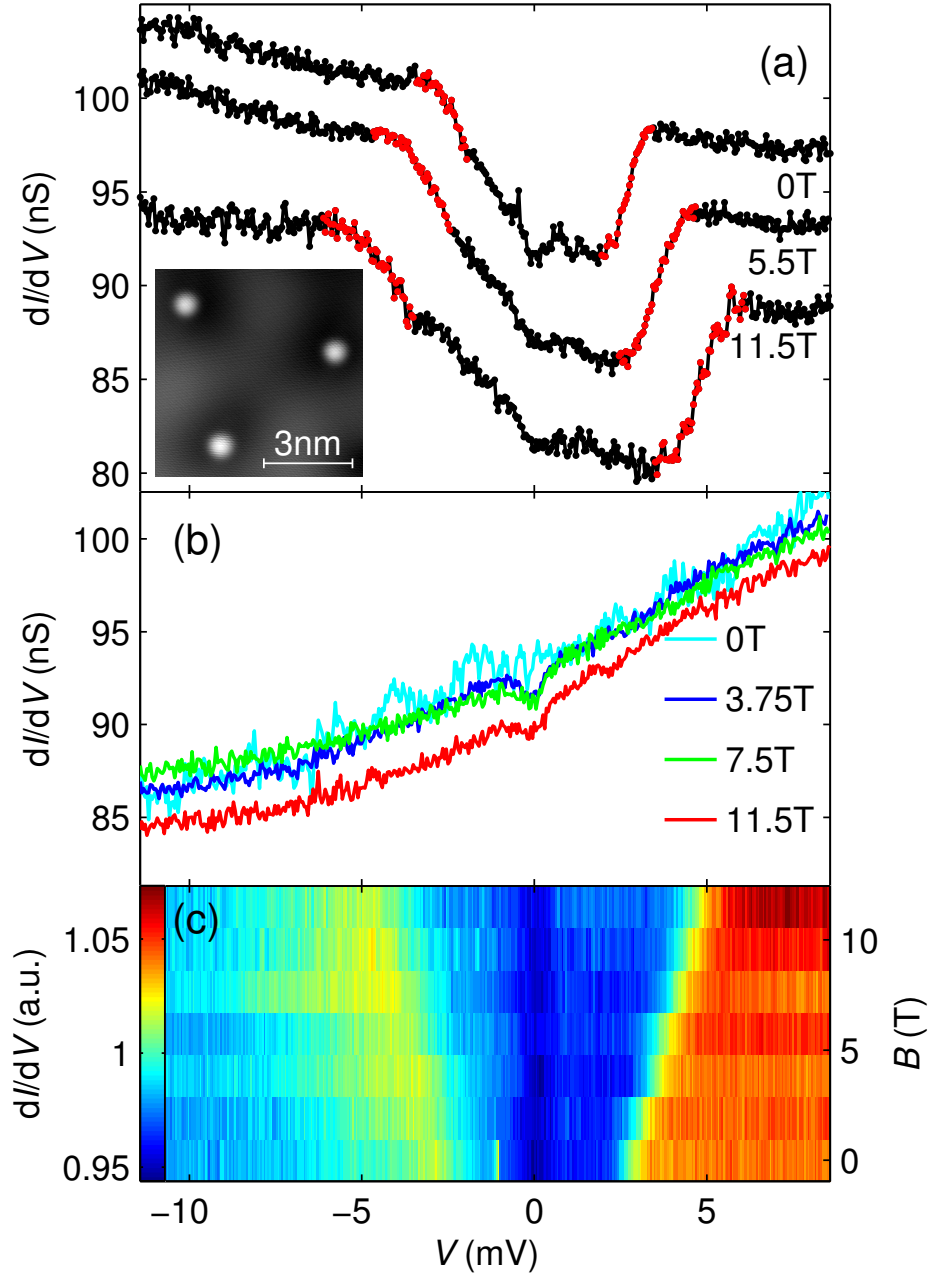 (a)
100
95
90
85
80
dI/dV (nS)
0T
5.5T
11.5T
3nm
(b)
100
95
90
85
dI/dV (nS)
0T
3.75T
7.5T
11.5T
(c)
1.05
1
0.95
dI/dV (a.u.)
10
5
0
B (T)
−10 −5 0 5
V (mV)